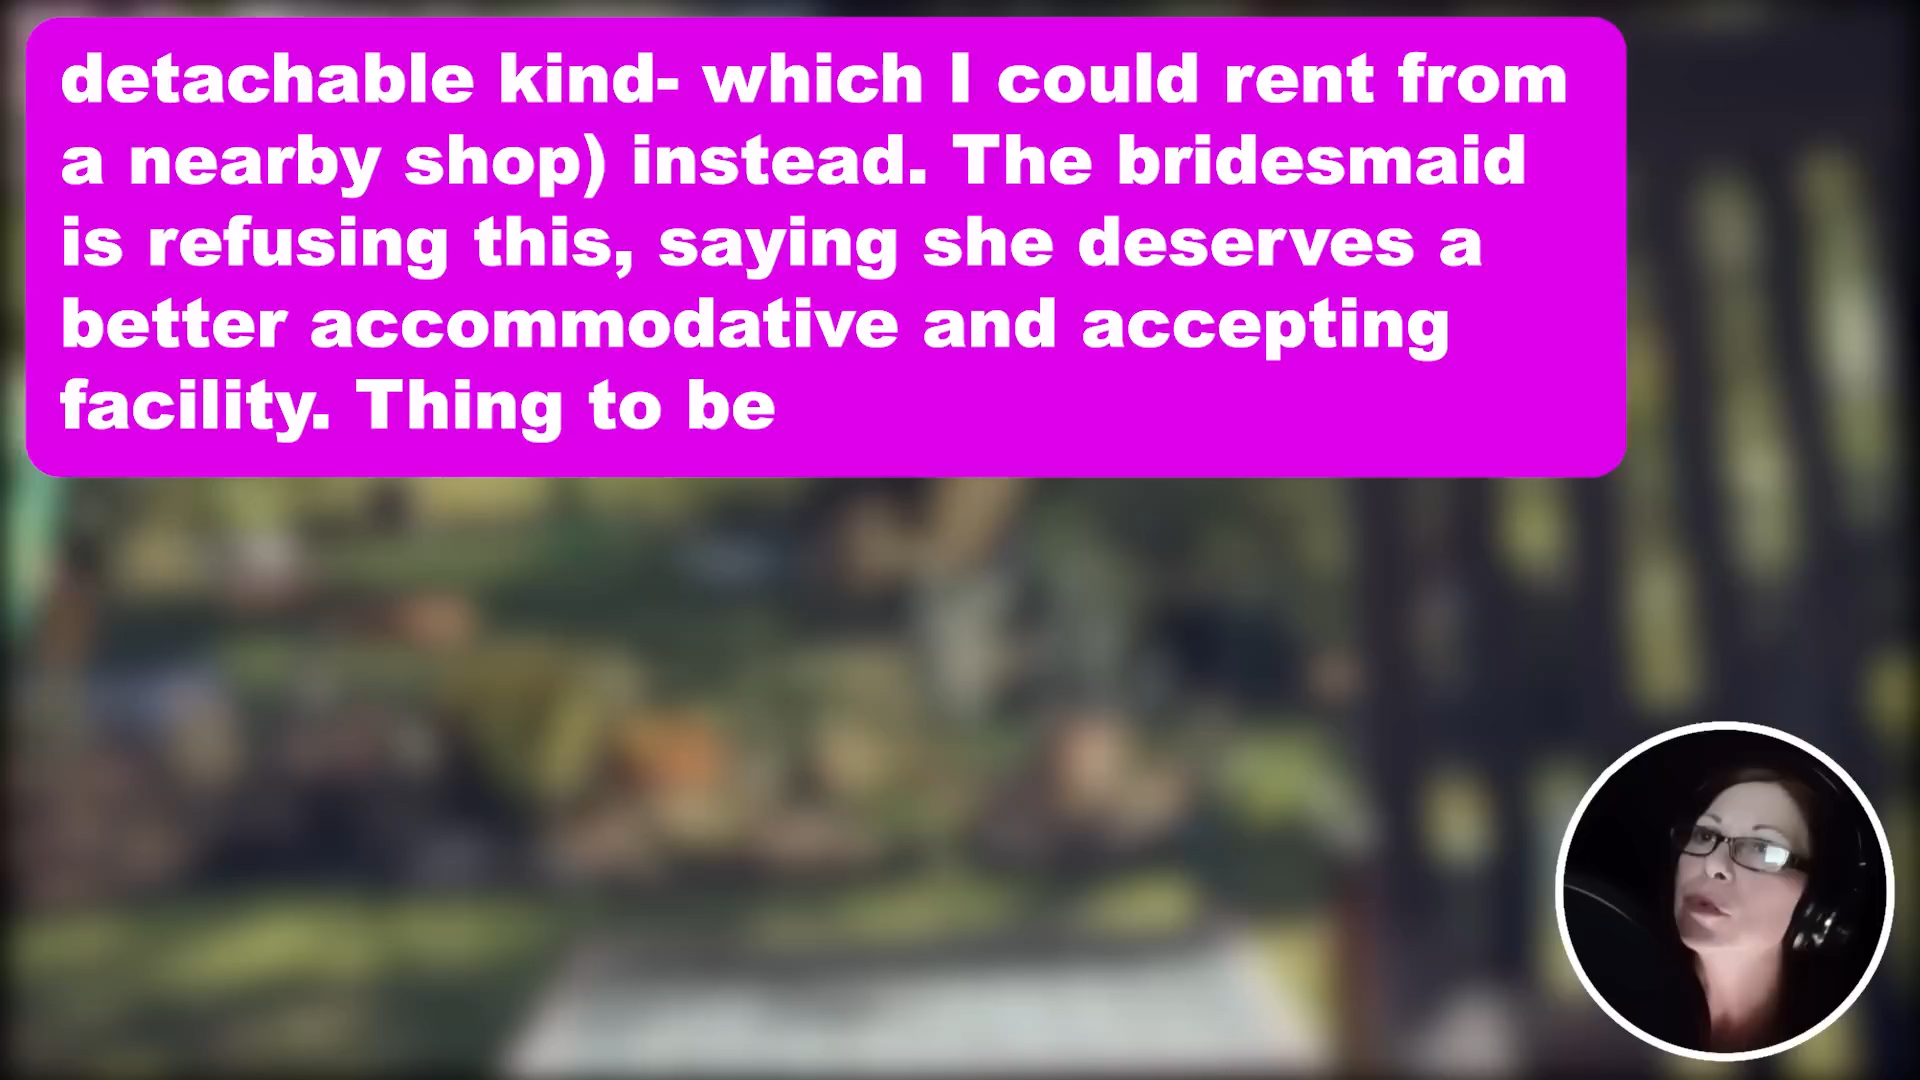 detachable kind- which I could rent from
a nearby shop) instead. The bridesmaid
is refusing this, saying she deserves a
better accommodative and accepting
facility. Thing to be